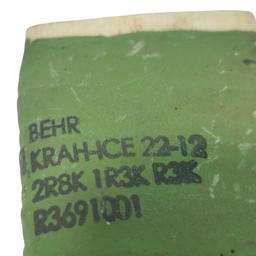 BEHR
KRAH-ICE 22-12
2R8K 1R3K R3K
R3691001